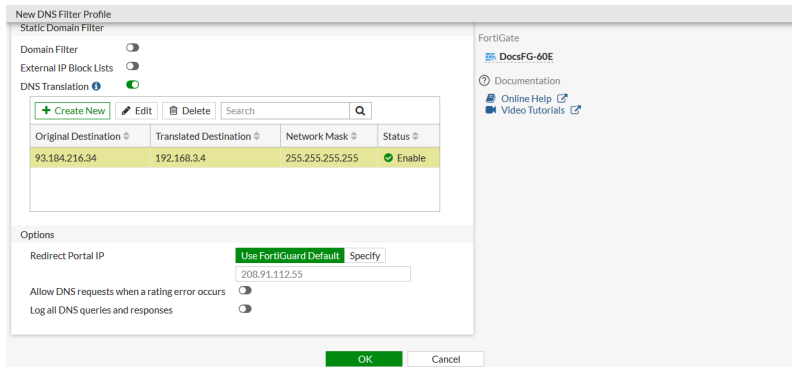 New DNS Filter Profile
Static Domain Filter
Domain Filter
External IP Block Lists
DNS Translation
Create New Edit Delete Search
Original Destination Translated Destination Network Mask Status
93.184.216.34 192.168.3.4 255.255.255.255 Enable
Options
Redirect Portal IP Use FortiGuard Default Specify
208.91.112.55
Allow DNS requests when a rating error occurs
Log all DNS queries and responses
OK Cancel
FortiGate
DocsFG-60E
Documentation
Online Help
Video Tutorials